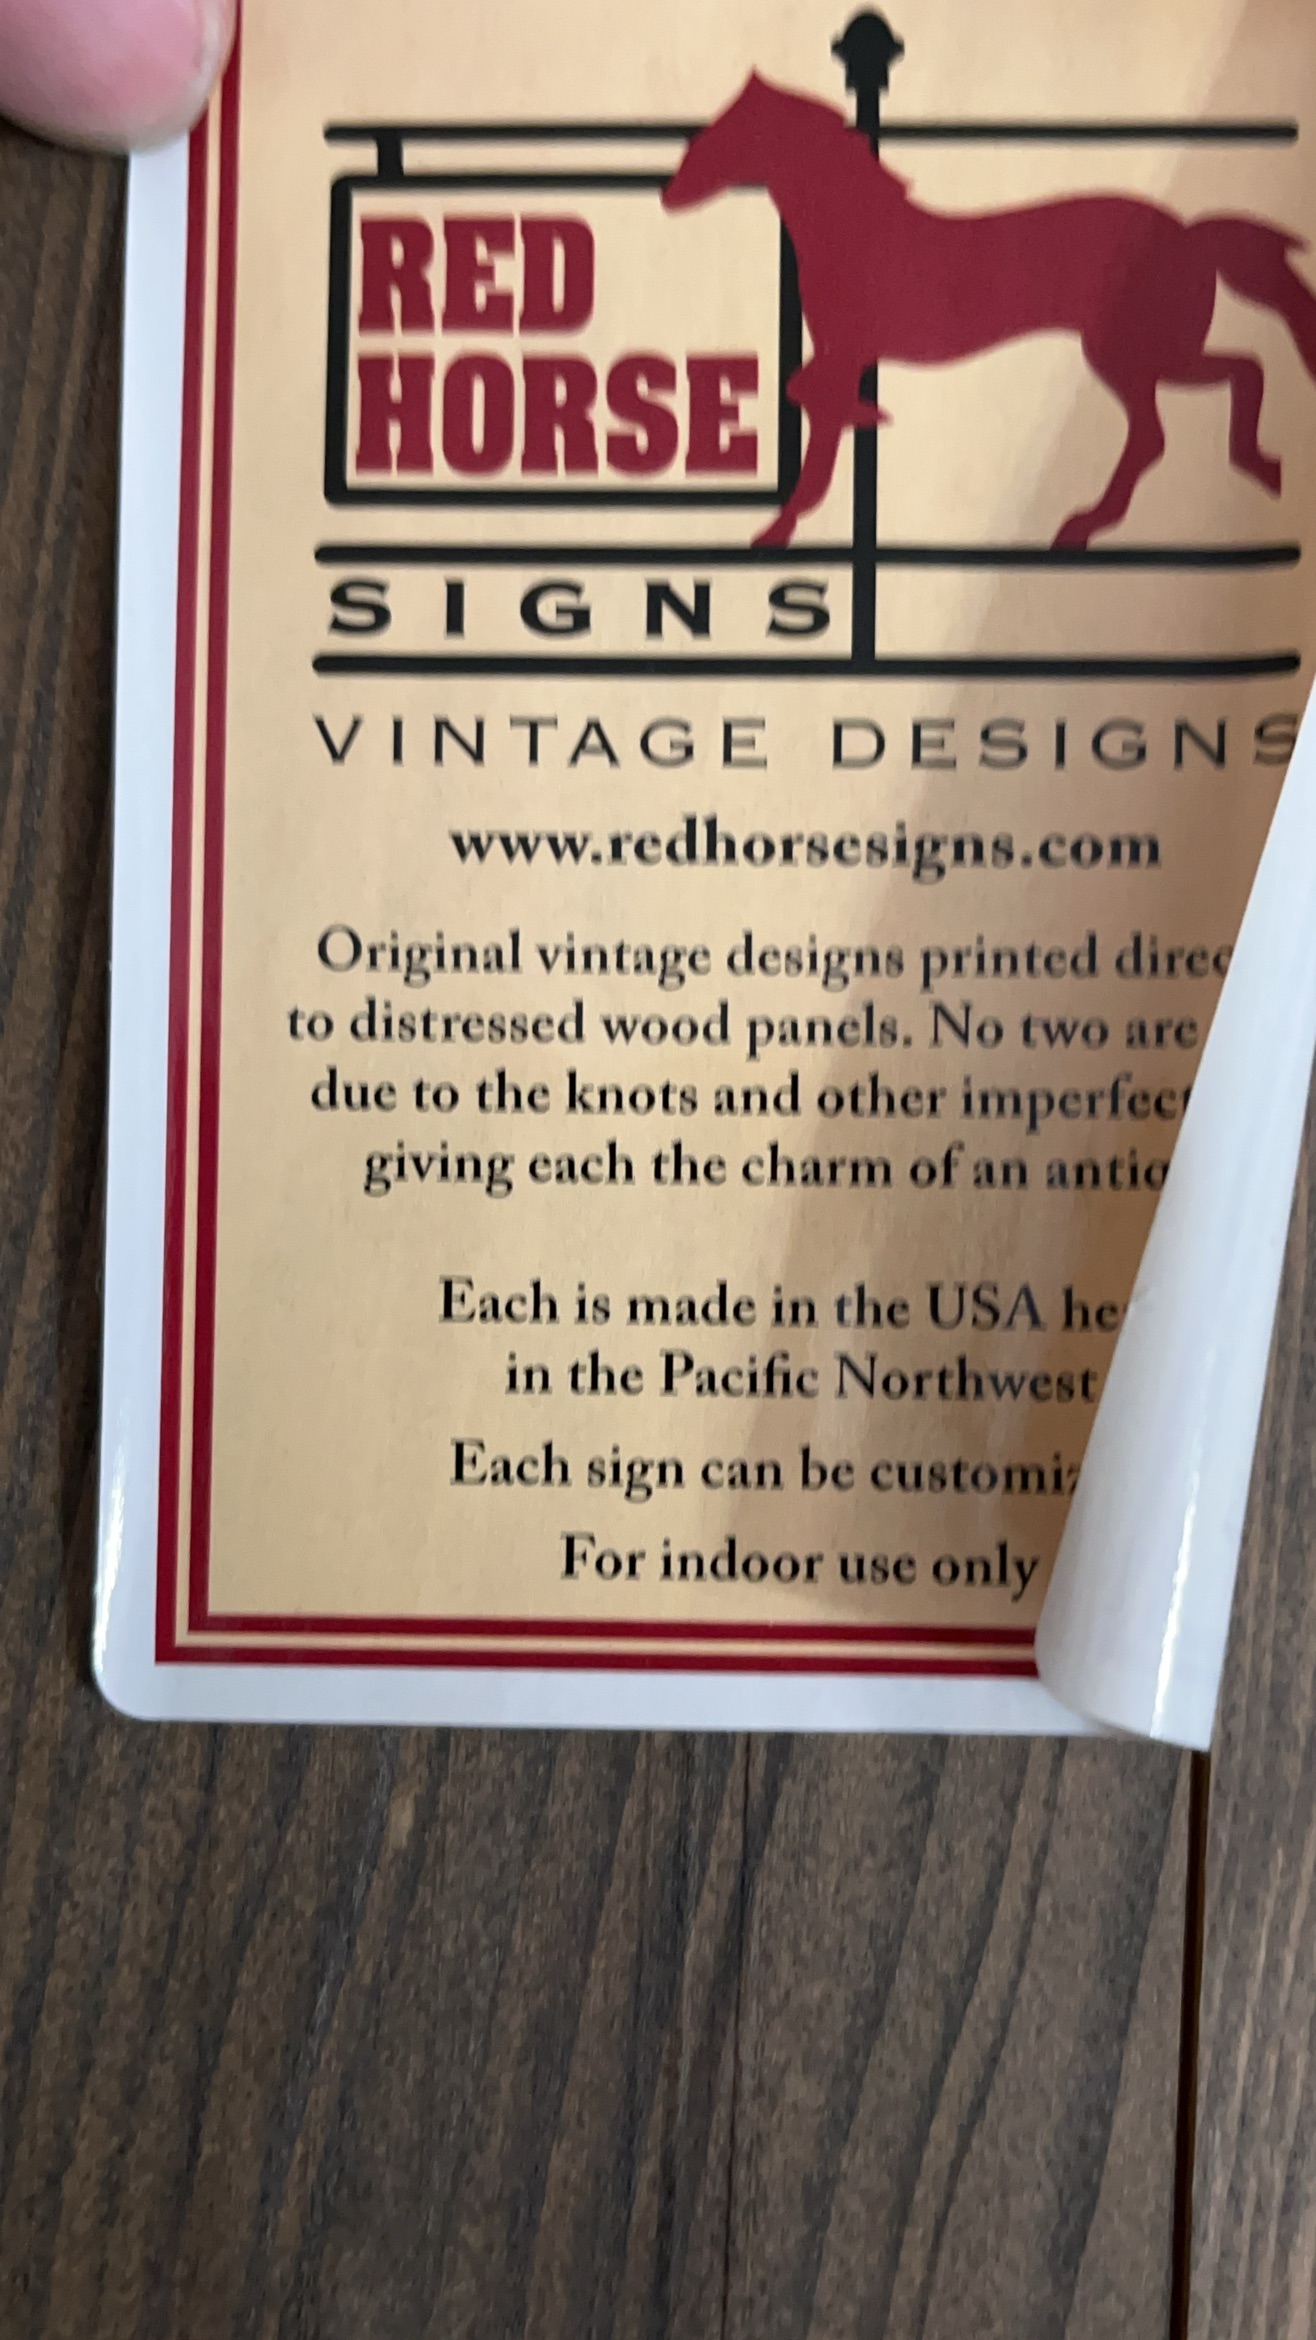 RED
HORSE
SIGNS
VINTAGE DESIGNS
www.redhorsesigns.com
Original vintage designs printed
to distressed wood panels. No two are
due to the knots and other
giving each the charm of an
Each is made in the USA
in the Pacific Northwest
Each sign can be
For indoor use only